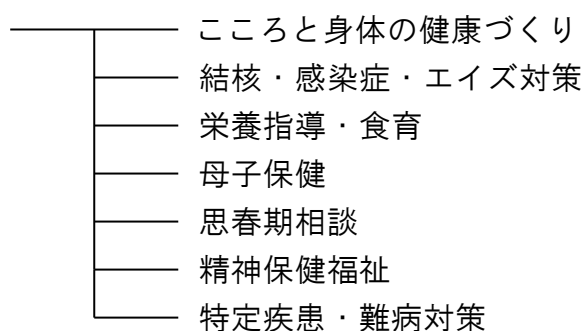 こころと身体の健康づくり
結核・感染症・エイズ対策
栄養指導・食育
母子保健
思春期相談
精神保健福祉
特定疾患・難病対策